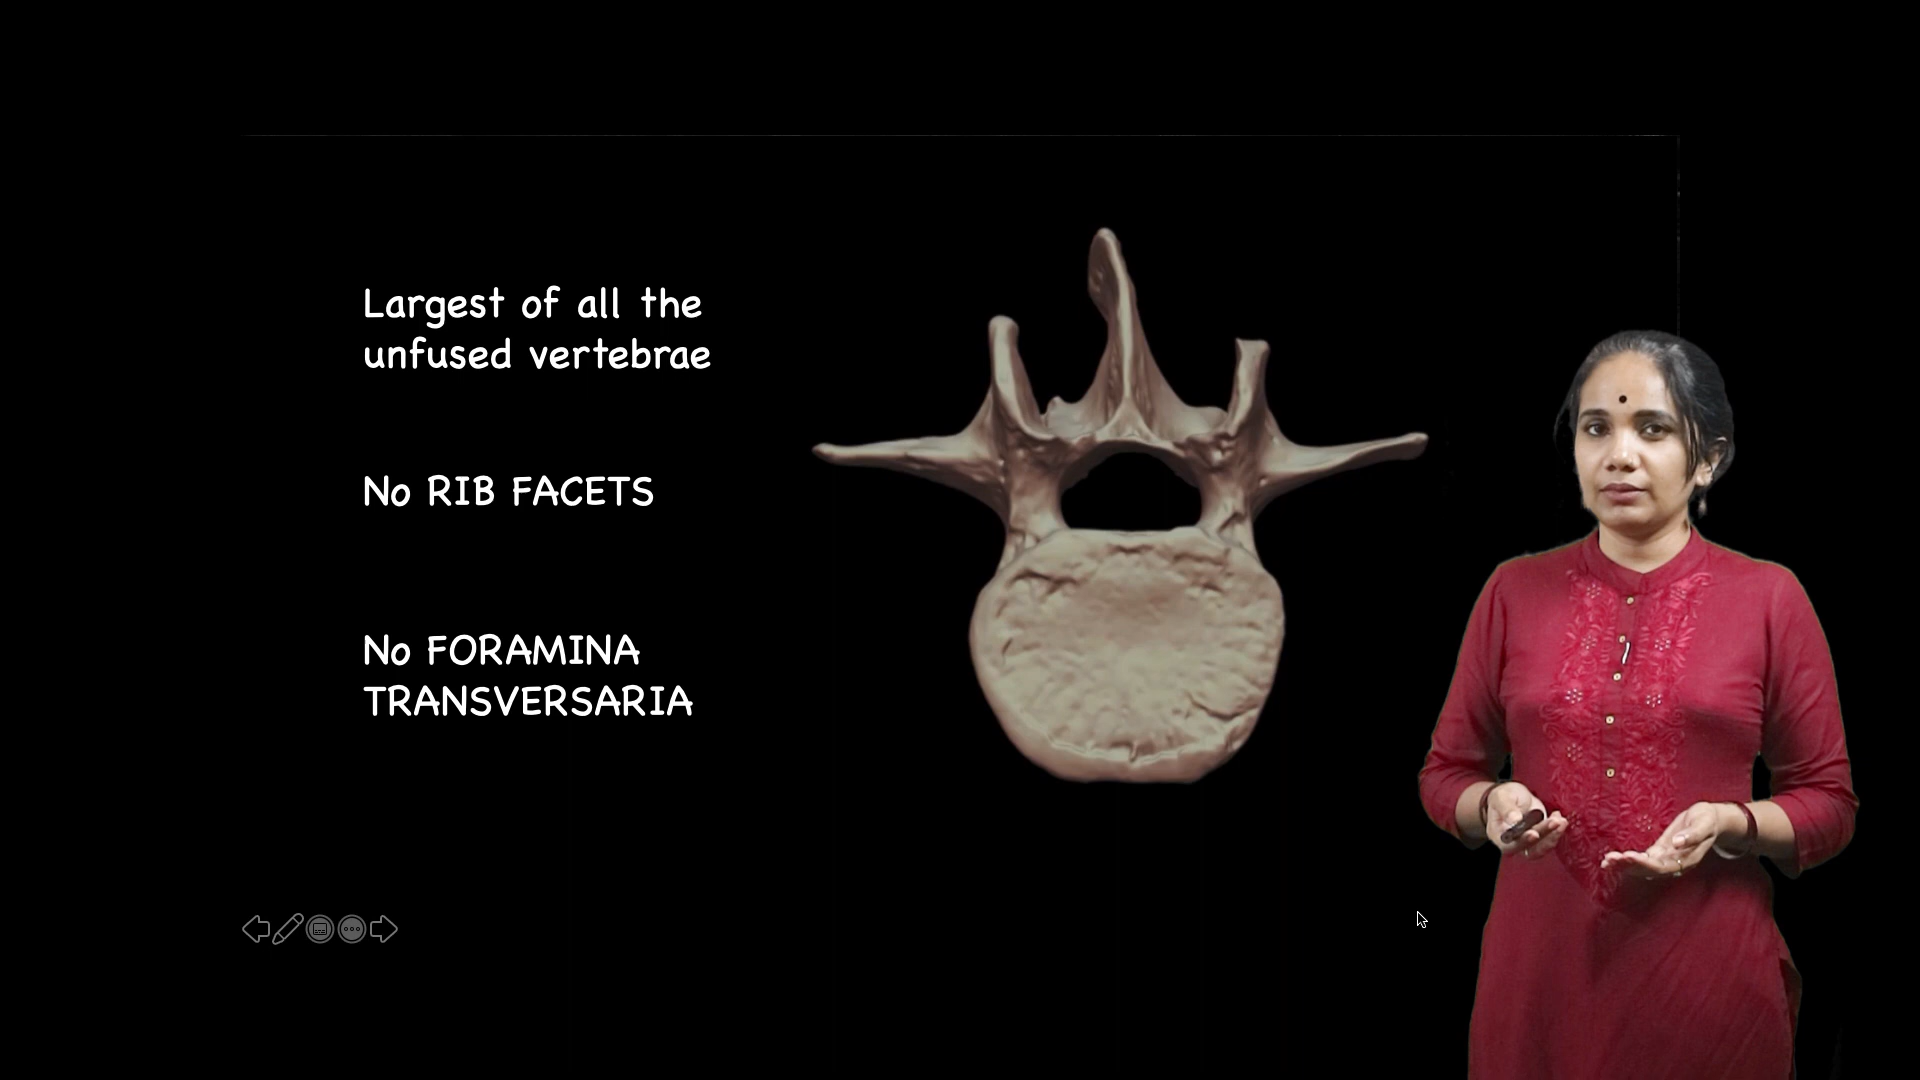 Largest of all the
unfused vertebrae
No RIB FACETS
No FORAMINA
TRANSVERSARIA